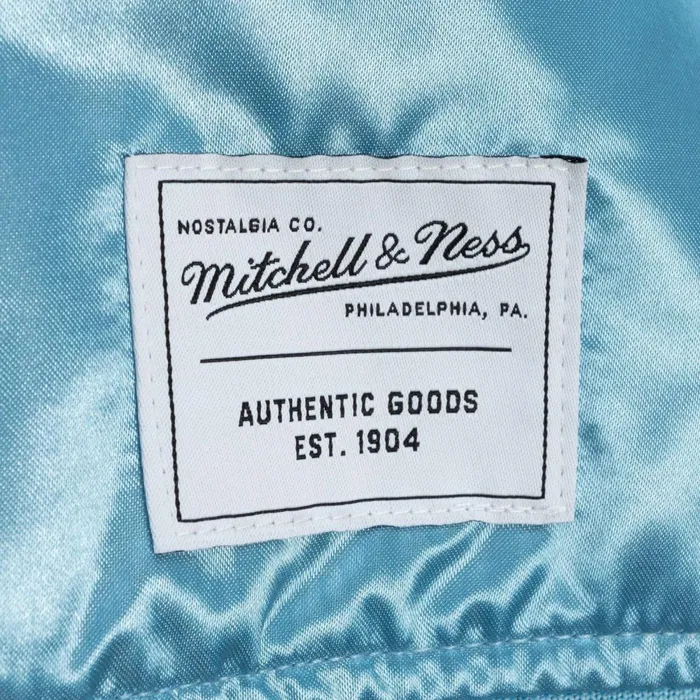 NOSTALGIA CO.
Mitchell & Ness
PHILADELPHIA, PA.
AUTHENTIC GOODS
EST. 1904